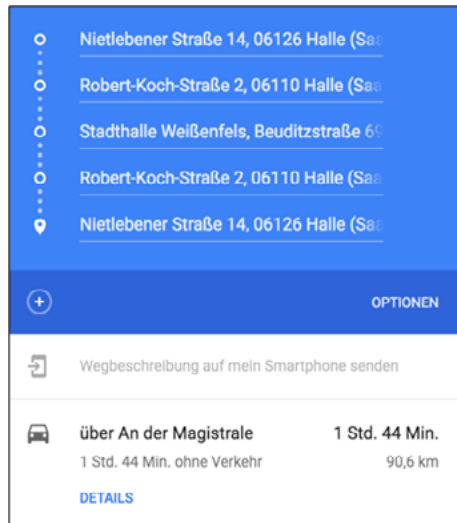 Nietlebener Straße 14, 06126 Halle (Saa
Robert-Koch-Straße 2, 06110 Halle (Saa
Stadthalle Weißenfels, Beuditzstraße 69
Robert-Koch-Straße 2, 06110 Halle (Saa
Nietlebener Straße 14, 06126 Halle (Saa
OPTIONEN
Wegbeschreibung auf mein Smartphone senden
über An der Magistrale 1 Std. 44 Min.
1 Std. 44 Min. ohne Verkehr 90,6 km
DETAILS